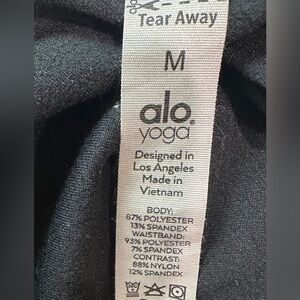 Tear Away
M
alo
yoga
Designed in
Los Angeles
Made in
Vietnam
BODY:
87% POLYESTER
13% SPANDEX
WAISTBAND:
93% POLYESTER
7% SPANDEX
CONTRAST:
88% NYLON
12% SPANDEX